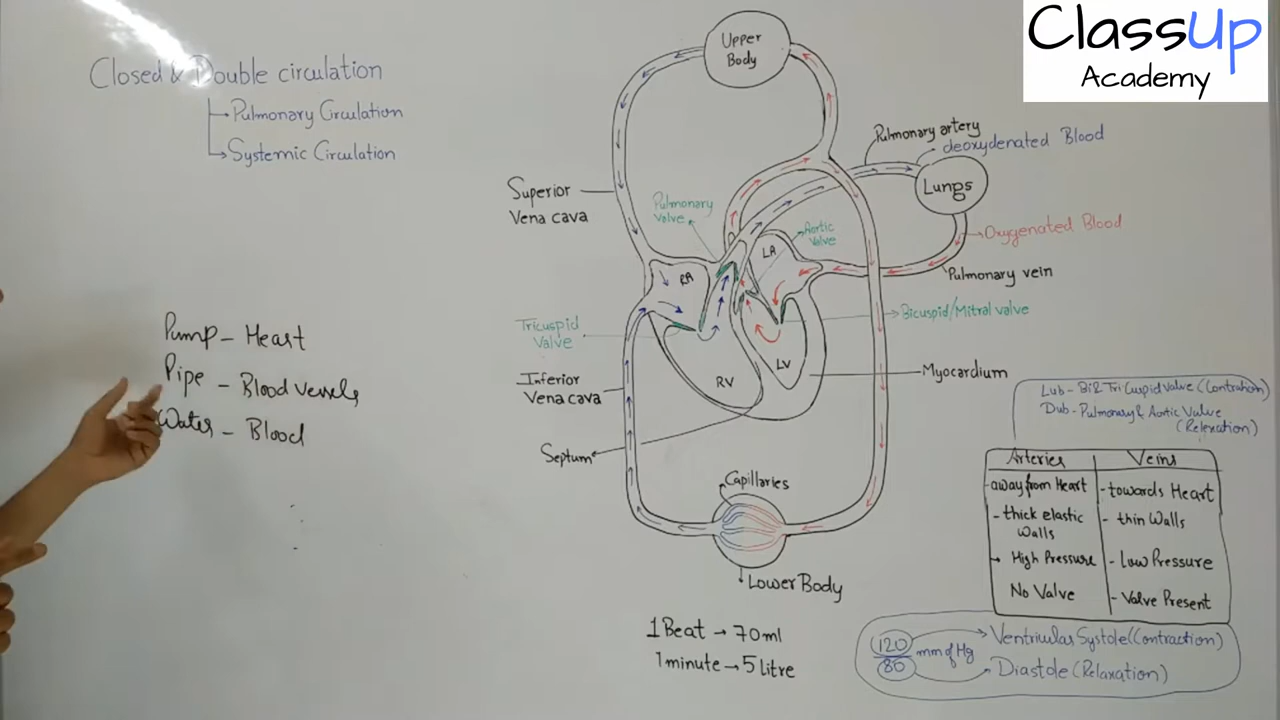 ClassUp
Academy
Closed & Double circulation
Pulmonary Circulation
Systemic Circulation
Pump - Heart
Pipe - Blood vessels
Water - Blood
Upper
Body
Pulmonary artery
deoxydenated Blood
Lungs
Superior
Vena cava
Pulmonary
Valve
Aortic
Valve
Oxygenated Blood
Pulmonary vein
RA
LA
Tricuspid
Valve
Bicuspid/Mitral valve
RV
LV
Myocardium
Inferior
Vena cava
Septum
Capillaries
Lower Body
1 Beat → 70 ml
1 minute → 5 litre
Lub - Bi & Tri Cuspid Valve (Contration)
Dub - Pulmonary & Aortic Valve
(Relexation)
Arteries Veins
- away from Heart - towards Heart
- thick elastic - thin Walls
Walls
- High Pressure - Low Pressure
No Valve - Valve Present
120 Ventricular Systole (Contraction)
80 mm of Hg Diastole (Relaxation)